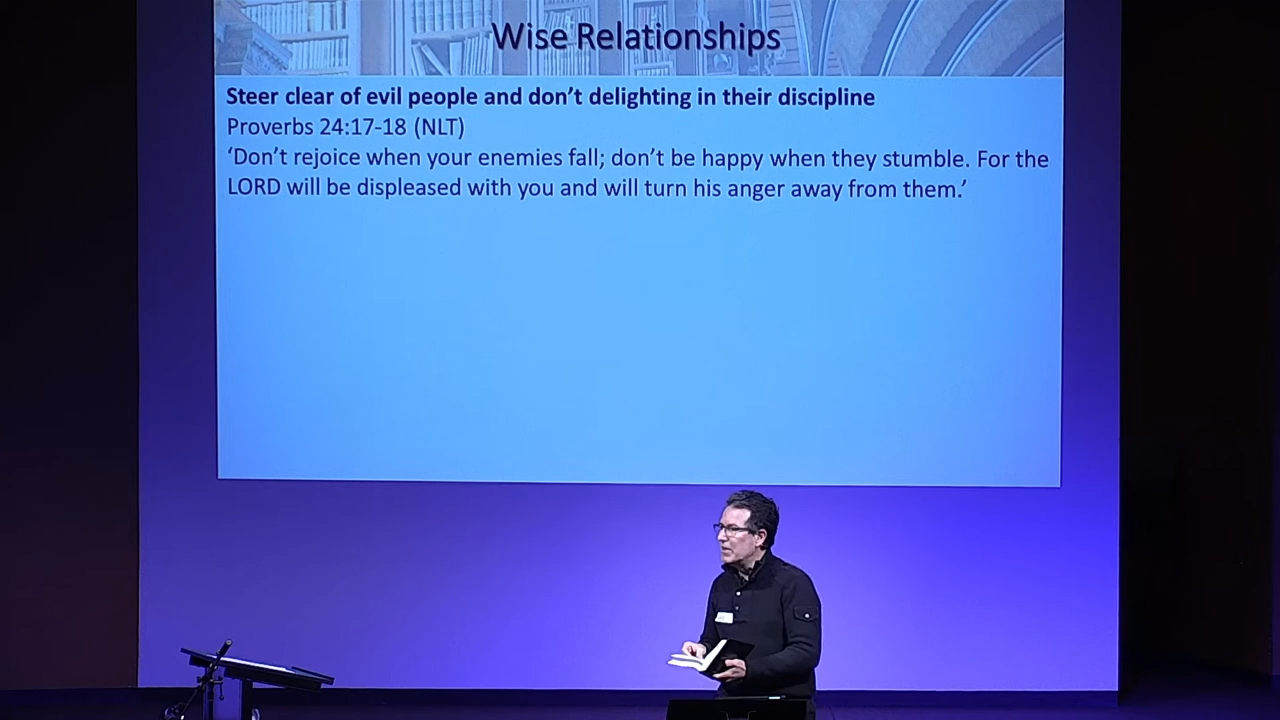 Wise Relationships
Steer clear of evil people and don't delighting in their discipline
Proverbs 24:17-18 (NLT)
‘Don't rejoice when your enemies fall; don't be happy when they stumble. For the
LORD will be displeased with you and will turn his anger away from them.’